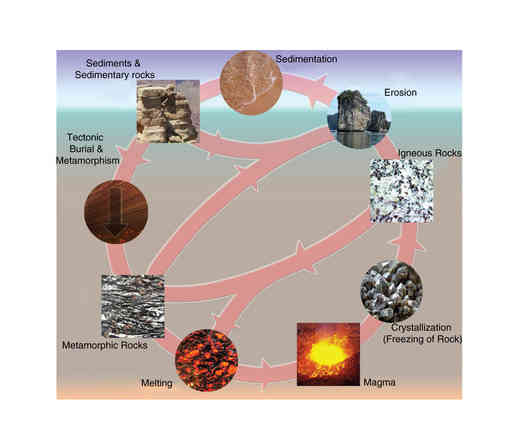 Sedimentation
Sediments &
Sedimentary rocks
Erosion
Tectonic
Burial &
Metamorphism
Igneous Rocks
Crystallization
(Freezing of Rock)
Metamorphic Rocks
Melting
Magma